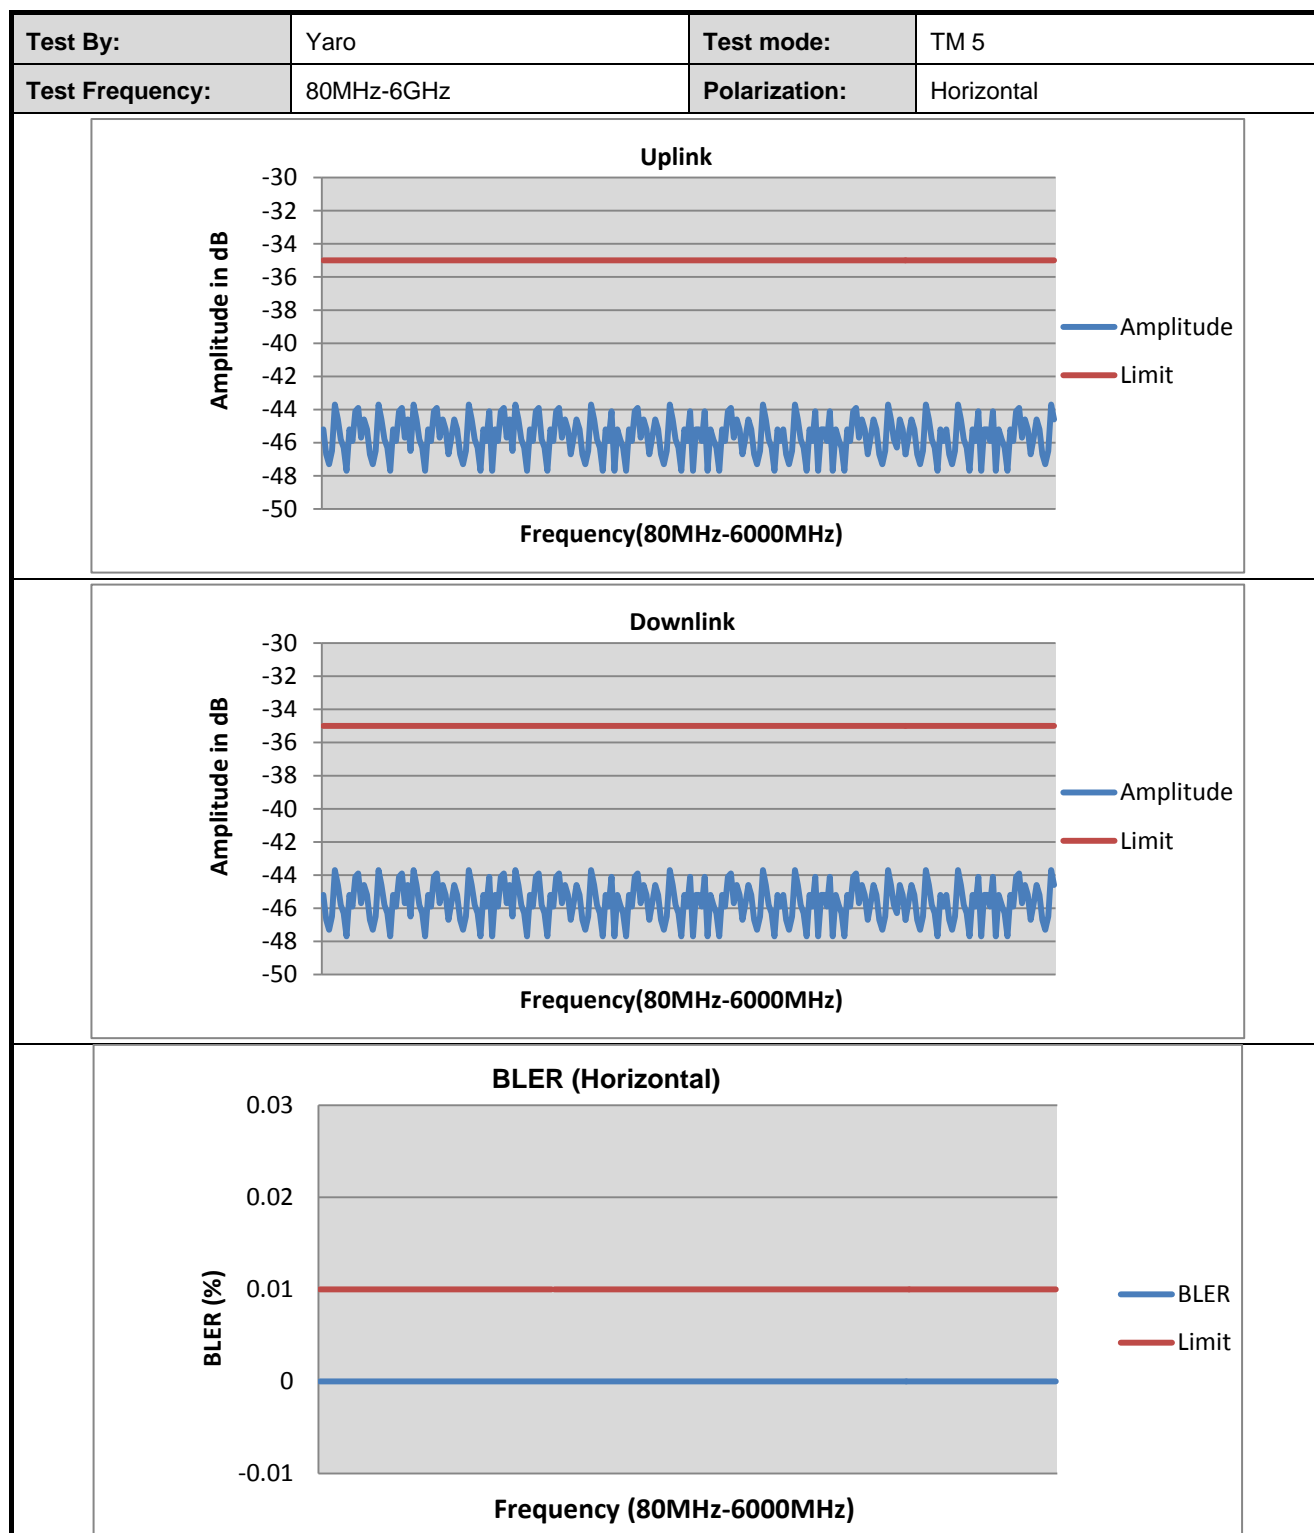 Test By: Yaro Test mode: TM 5
Test Frequency: 80MHz-6GHz Polarization: Horizontal
Uplink
-30
-32
-34
-36
-38
-40
-42
-44
-46
-48
-50
Amplitude in dB
Amplitude
Limit
Frequency(80MHz-6000MHz)
Downlink
-30
-32
-34
-36
-38
-40
-42
-44
-46
-48
-50
Amplitude in dB
Amplitude
Limit
Frequency(80MHz-6000MHz)
BLER (Horizontal)
0.03
0.02
0.01
0
-0.01
BLER (%)
BLER
Limit
Frequency (80MHz-6000MHz)